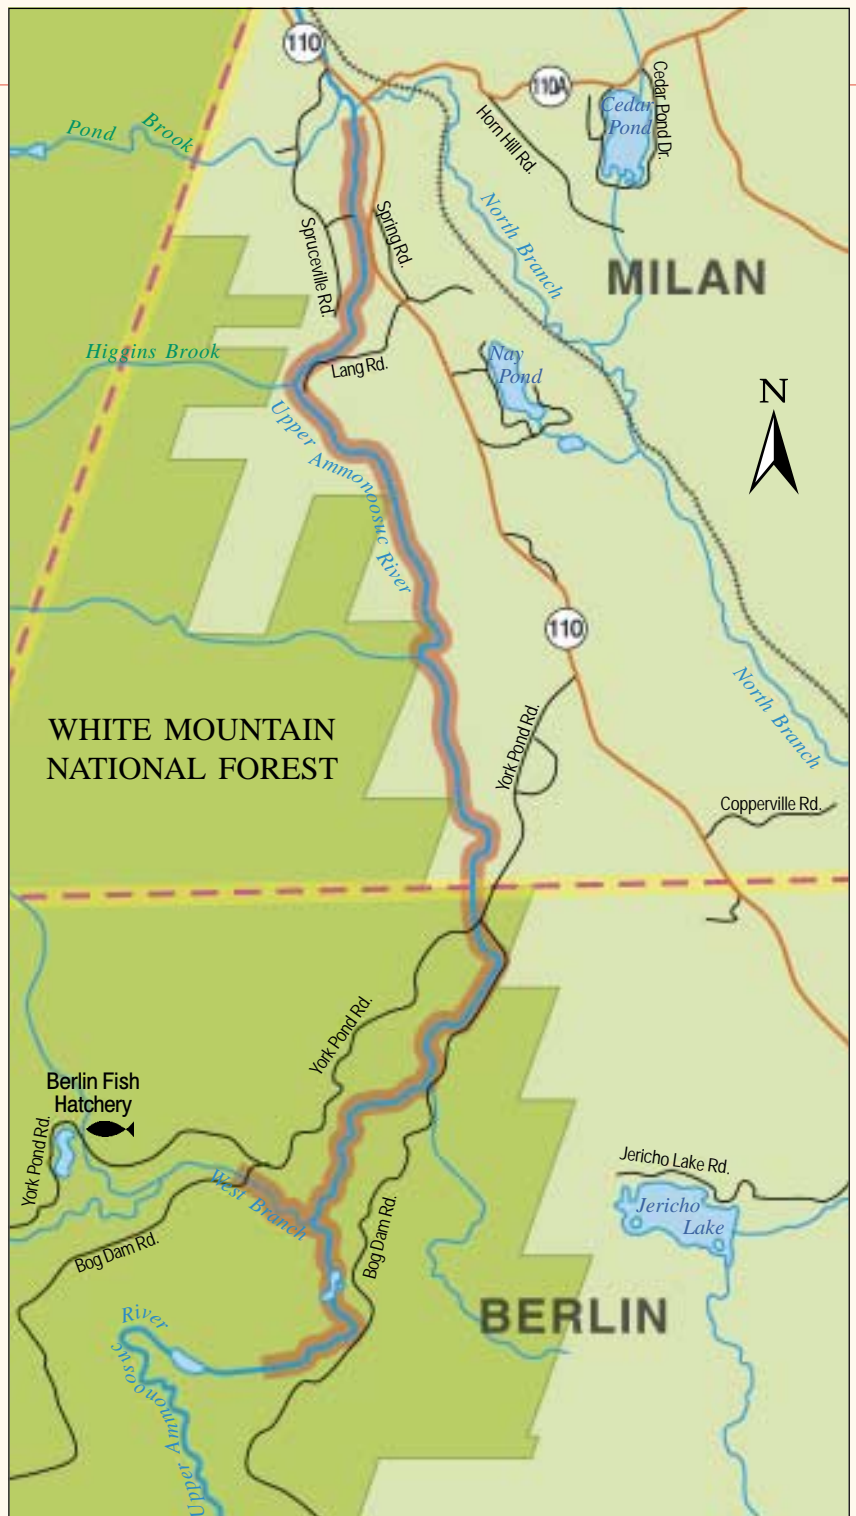 110
110A
Cedar Pond Dr.
Cedar
Pond
Pond Brook
Horn Hill Rd.
North Branch
Spruceville Rd.
Spring Rd.
MILAN
Higgins Brook
Lang Rd.
Nay
Pond
N
Upper Ammonoosuc River
110
North Branch
WHITE MOUNTAIN
NATIONAL FOREST
York Pond Rd.
Copperville Rd.
York Pond Rd.
Berlin Fish
Hatchery
York Pond Rd.
Jericho Lake Rd.
West Branch
Jericho
Lake
Bog Dam Rd.
Bog Dam Rd.
BERLIN
River
Upper Ammonoosuc